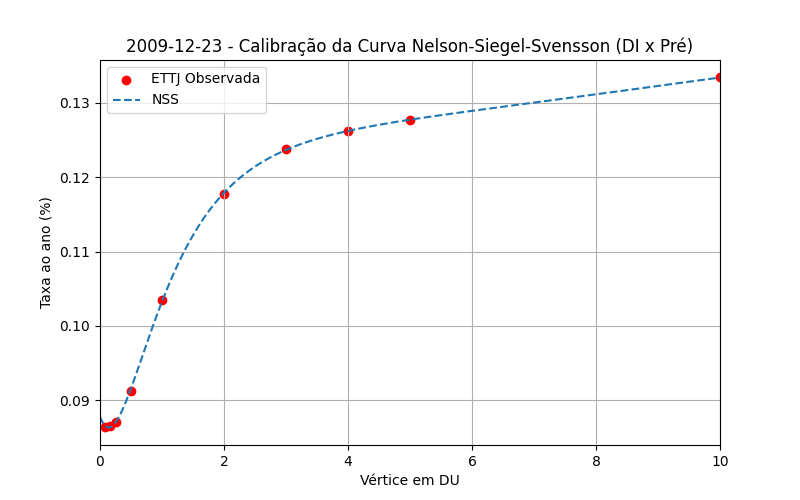 2009-12-23 - Calibração da Curva Nelson-Siegel-Svensson (DI x Pré)
ETTJ Observada
NSS
Taxa ao ano (%)
0.13
0.12
0.11
0.10
0.09
0 2 4 6 8 10
Vértice em DU